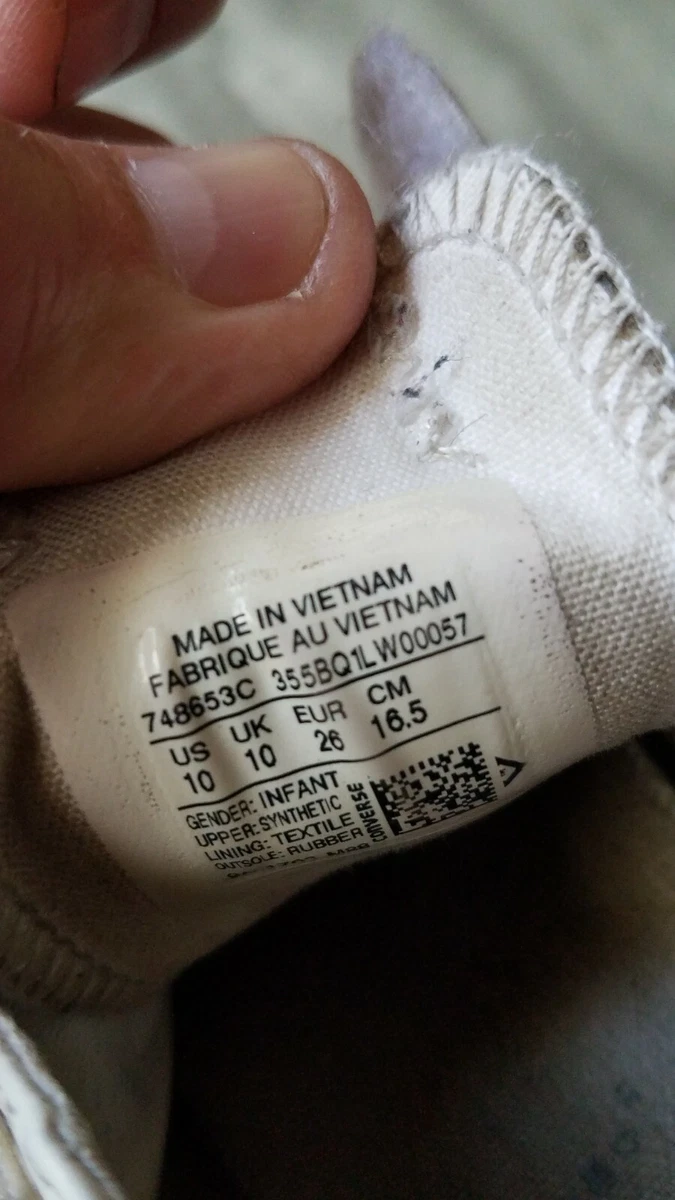 MADE IN VIETNAM
FABRIQUE AU VIETNAM
748653C 355BQ1LW00057
US UK EUR CM
10 10 26 16.5
GENDER: INFANT
UPPER: SYNTHETIC
LINING: TEXTILE
OUTSOLE: RUBBER
CONVERSE